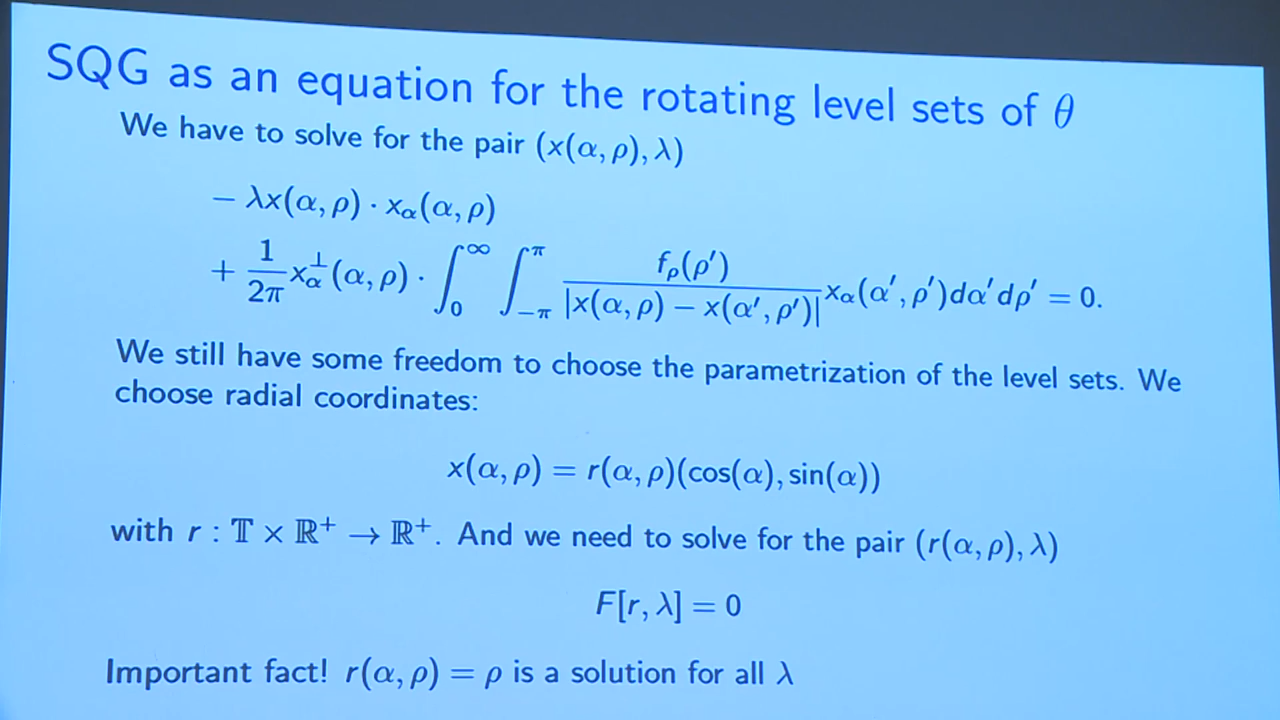 SQG as an equation for the rotating level sets of θ
We have to solve for the pair (x(α, ρ), λ)
− λx(α, ρ) · x_α(α, ρ)
+ \frac{1}{2π} x_α^⊥(α, ρ) · ∫_0^∞ ∫_{−π}^π \frac{f_ρ(ρ′)}{|x(α, ρ) − x(α′, ρ′)|} x_α(α′, ρ′)dα′dρ′ = 0.
We still have some freedom to choose the parametrization of the level sets. We
choose radial coordinates:
x(α, ρ) = r(α, ρ)(cos(α), sin(α))
with r : 𝕋 × ℝ⁺ → ℝ⁺. And we need to solve for the pair (r(α, ρ), λ)
F[r, λ] = 0
Important fact! r(α, ρ) = ρ is a solution for all λ